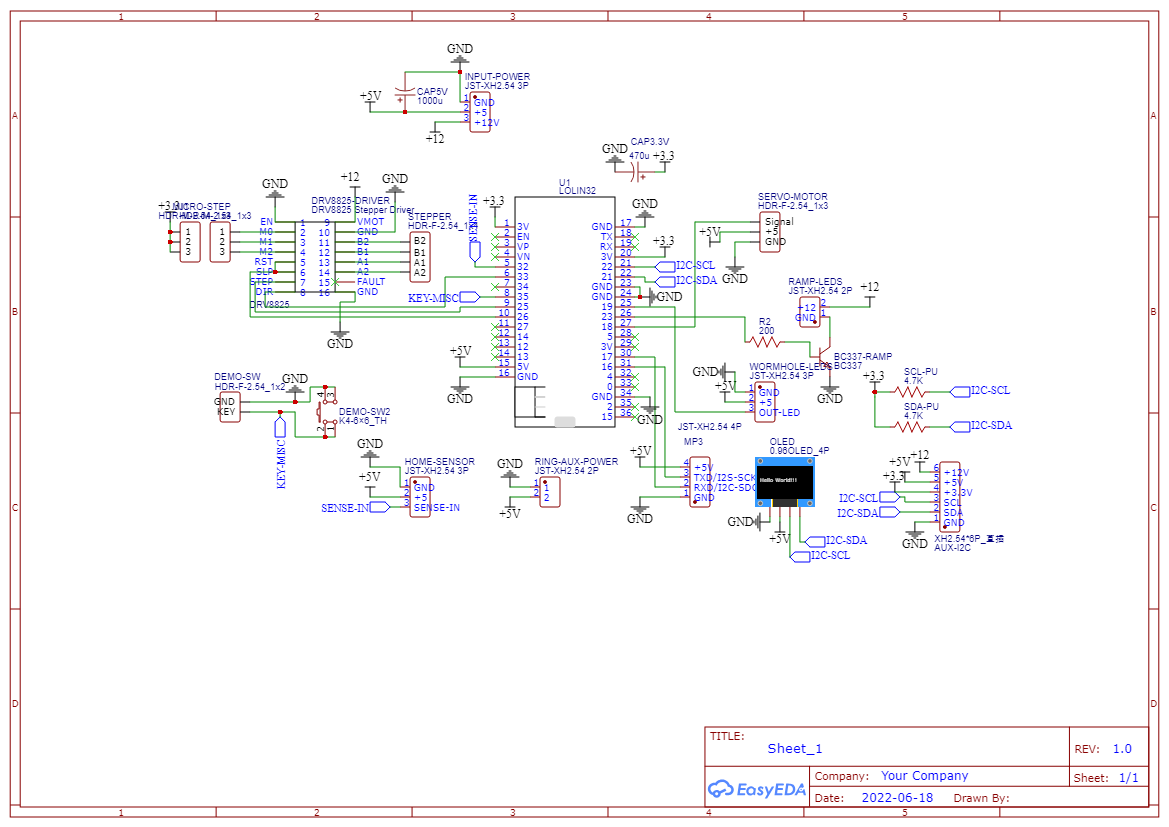 1 2 3 4 5
A A
B B
C C
D D
GND
INPUT-POWER
JST-XH2.54 3P
+5V
CAP5V
1000u
1 GND
2 +5
3 +12V
+12
CAP3.3V
GND 470u +3.3
U1
LOLIN32
+3.3
SENSE-IN
1 3V
2 EN
3 VP
4 VN
5 32
6 33
7 34
8 35
9 25
10 26
11 27
12 14
13 12
14 13
15 5V
16 GND
GND 17
TX 18
RX 19
3V 20
22 21
21 22
GND 23
GND 24
19 25
23 26
18 27
5 28
3V 29
17 30
16 31
4 32
0 33
GND 34
2 35
15 36
GND
+3.3
I2C-SCL
I2C-SDA
GND
GND
KEY-MISC
+5V
GND
GND
+12
GND
+3.3
MICRO-STEP
1 1
2 2
3 3
DRV8825-DRIVER
DRV8825 Stepper Driver
EN 1 9 VMOT
M0 2 10 GND
M1 3 11 B2
M2 4 12 B1
RST 5 13 A1
SLP 6 14 A2
STEP 7 15 FAULT
DIR 8 16 GND
DRV8825
GND
STEPPER
HDR-F-2.54_1x4
B2
B1
A1
A2
SERVO-MOTOR
HDR-F-2.54_1x3
Signal
+5V +5
GND
GND
RAMP-LEDS
JST-XH2.54 2P
+12
+12 2
GND 1
R2
200
BC337-RAMP
BC337
GND
WORMHOLE-LEDS
JST-XH2.54 3P
GND
+5V
1 GND
2 +5
3 OUT-LED
SCL-PU
4.7K
+3.3
I2C-SCL
SDA-PU
4.7K
I2C-SDA
DEMO-SW
HDR-F-2.54_1x2
GND
KEY
GND
4 3
2 1
DEMO-SW2
K4-6×6_TH
KEY-MISC
GND
HOME-SENSOR
JST-XH2.54 3P
+5V
1 GND
2 +5
3 SENSE-IN
SENSE-IN
RING-AUX-POWER
JST-XH2.54 2P
GND
1 1
2 2
+5V
JST-XH2.54 4P
MP3
+5V
4 +5V
3 TXD/I2S-SCK
2 RXD/I2C-SDO
1 GND
GND
OLED
0.96OLED_4P
Hello World!!!
GND
+5V
I2C-SDA
I2C-SCL
+12
+5V
+3.3
I2C-SCL
I2C-SDA
6 +12V
5 +5V
4 +3.3V
3 SCL
2 SDA
1 GND
GND
XH2.54*6P_直插
AUX-I2C
TITLE:
Sheet_1
REV: 1.0
EasyEDA
Company: Your Company
Sheet: 1/1
Date: 2022-06-18 Drawn By:
1 2 3 4 5